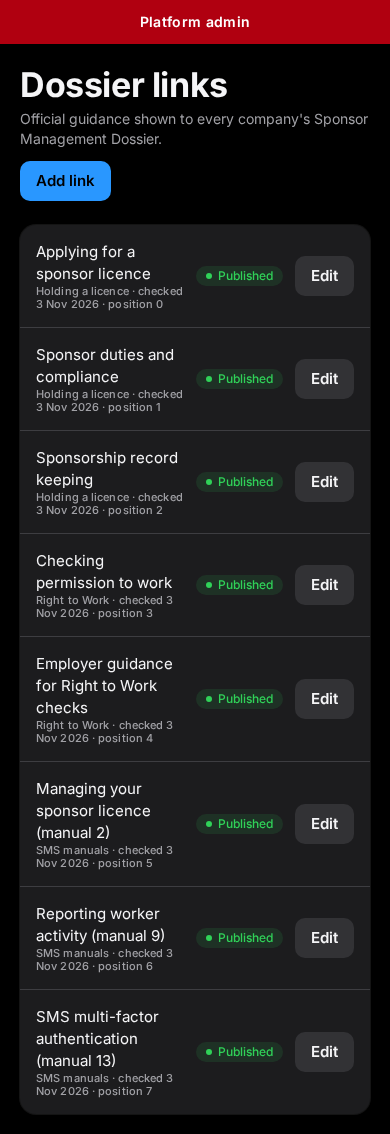 Platform admin
Dossier links
Official guidance shown to every company's Sponsor
Management Dossier.
Add link
Applying for a
sponsor licence
Holding a licence · checked
3 Nov 2026 · position 0
Published
Edit
Sponsor duties and
compliance
Holding a licence · checked
3 Nov 2026 · position 1
Published
Edit
Sponsorship record
keeping
Holding a licence · checked
3 Nov 2026 · position 2
Published
Edit
Checking
permission to work
Right to Work · checked 3
Nov 2026 · position 3
Published
Edit
Employer guidance
for Right to Work
checks
Right to Work · checked 3
Nov 2026 · position 4
Published
Edit
Managing your
sponsor licence
(manual 2)
SMS manuals · checked 3
Nov 2026 · position 5
Published
Edit
Reporting worker
activity (manual 9)
SMS manuals · checked 3
Nov 2026 · position 6
Published
Edit
SMS multi-factor
authentication
(manual 13)
SMS manuals · checked 3
Nov 2026 · position 7
Published
Edit